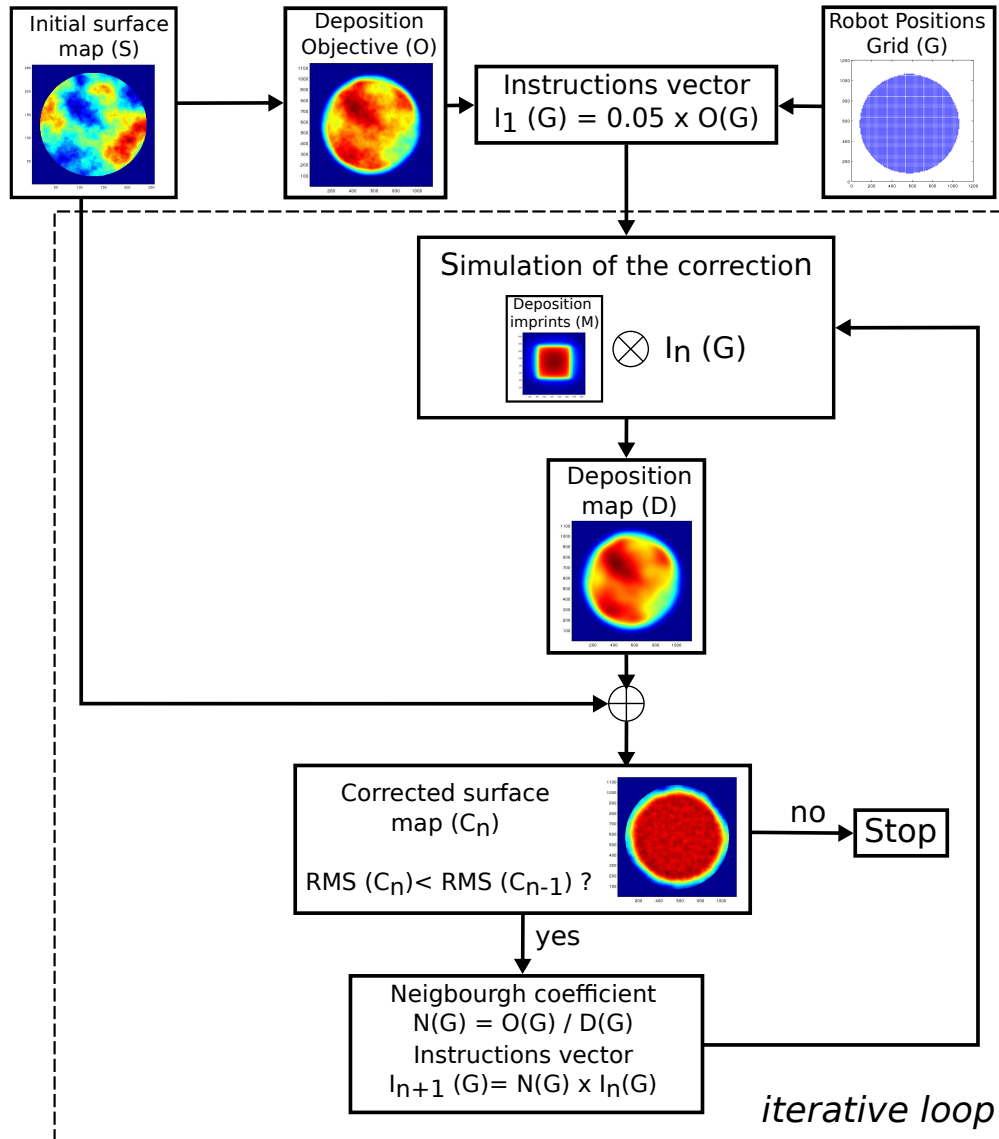 Initial surface
map (S)
Deposition
Objective (O)
Instructions vector
I1 (G) = 0.05 x O(G)
Robot Positions
Grid (G)
Simulation of the correction
Deposition
imprints (M)
In (G)
Deposition
map (D)
Corrected surface
map (Cn)
RMS (Cn)< RMS (Cn-1) ?
no
Stop
yes
Neigbourgh coefficient
N(G) = O(G) / D(G)
Instructions vector
In+1 (G)= N(G) x In(G)
iterative loop